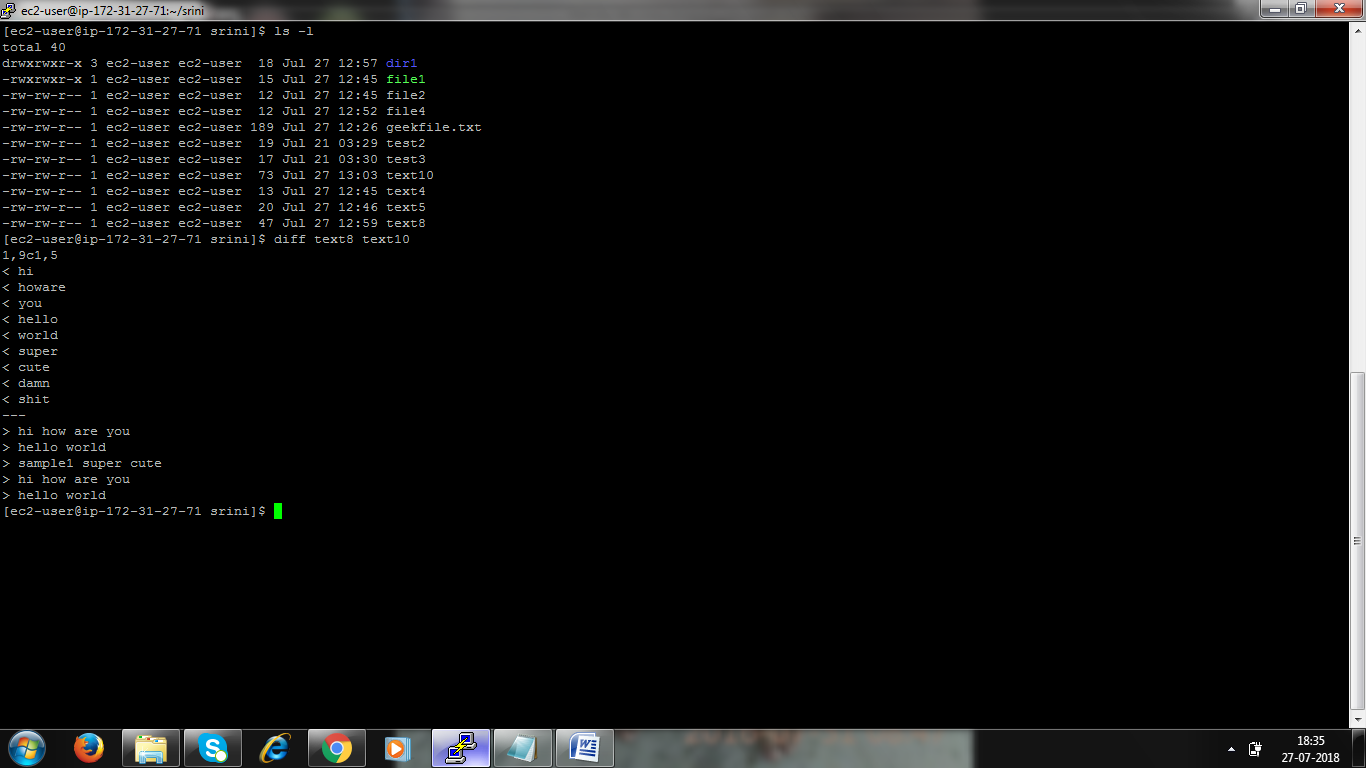 ec2-user@ip-172-31-27-71:~/srini
[ec2-user@ip-172-31-27-71 srini]$ ls -l
total 40
drwxrwxr-x 3 ec2-user ec2-user  18 Jul 27 12:57 dir1
-rwxrwxr-x 1 ec2-user ec2-user  15 Jul 27 12:45 file1
-rw-rw-r-- 1 ec2-user ec2-user  12 Jul 27 12:45 file2
-rw-rw-r-- 1 ec2-user ec2-user  12 Jul 27 12:52 file4
-rw-rw-r-- 1 ec2-user ec2-user 189 Jul 27 12:26 geekfile.txt
-rw-rw-r-- 1 ec2-user ec2-user  19 Jul 21 03:29 test2
-rw-rw-r-- 1 ec2-user ec2-user  17 Jul 21 03:30 test3
-rw-rw-r-- 1 ec2-user ec2-user  73 Jul 27 13:03 text10
-rw-rw-r-- 1 ec2-user ec2-user  13 Jul 27 12:45 text4
-rw-rw-r-- 1 ec2-user ec2-user  20 Jul 27 12:46 text5
-rw-rw-r-- 1 ec2-user ec2-user  47 Jul 27 12:59 text8
[ec2-user@ip-172-31-27-71 srini]$ diff text8 text10
1,9c1,5
< hi
< howare
< you
< hello
< world
< super
< cute
< damn
< shit
---
> hi how are you
> hello world
> sample1 super cute
> hi how are you
> hello world
[ec2-user@ip-172-31-27-71 srini]$
18:35
27-07-2018